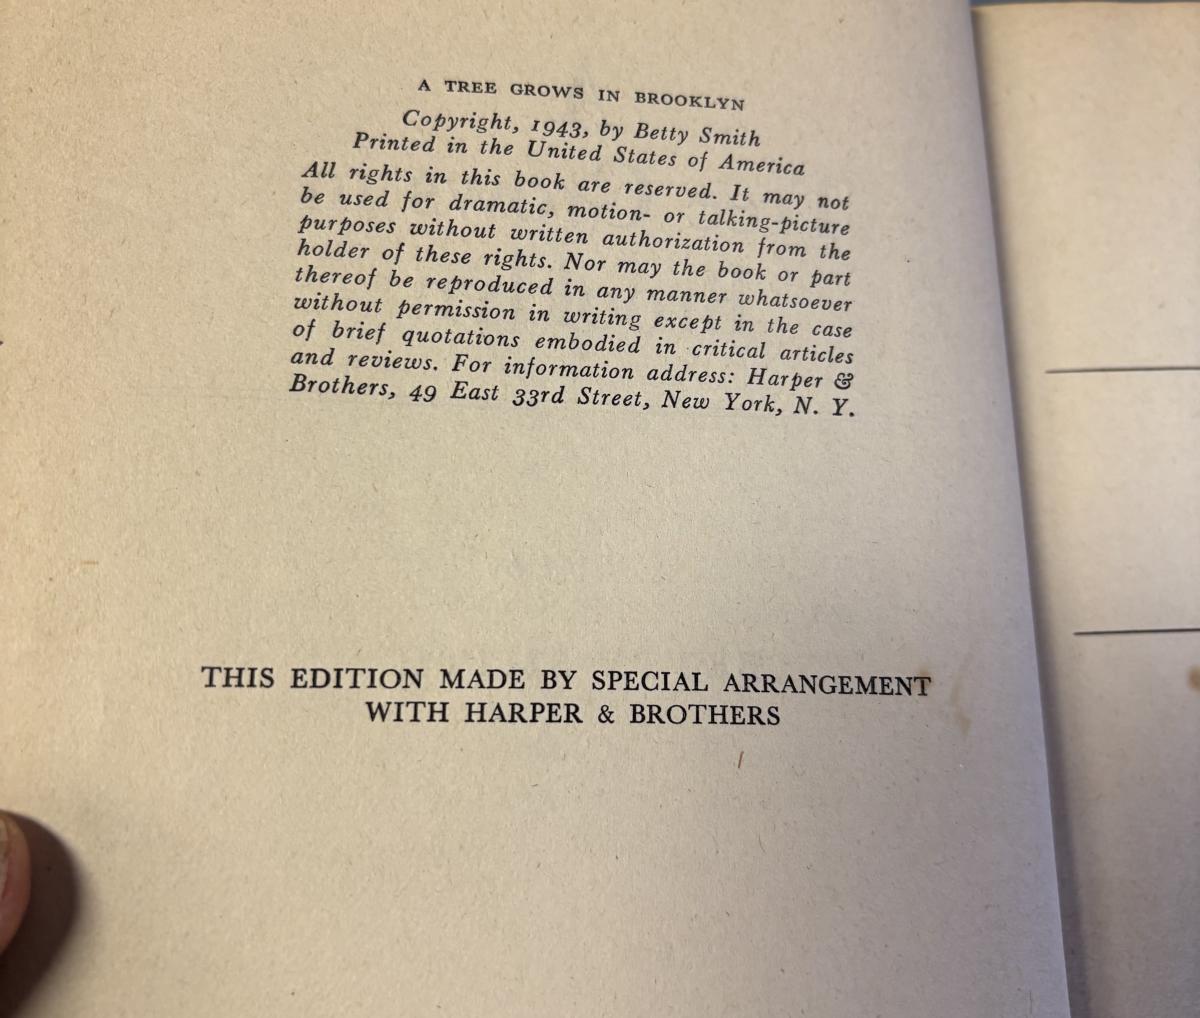 A TREE GROWS IN BROOKLYN
Copyright, 1943, by Betty Smith
Printed in the United States of America
All rights in this book are reserved. It may not
be used for dramatic, motion- or talking-picture
purposes without written authorization from the
holder of these rights. Nor may the book or part
thereof be reproduced in any manner whatsoever
without permission in writing except in the case
of brief quotations embodied in critical articles
and reviews. For information address: Harper &
Brothers, 49 East 33rd Street, New York, N. Y.
THIS EDITION MADE BY SPECIAL ARRANGEMENT
WITH HARPER & BROTHERS